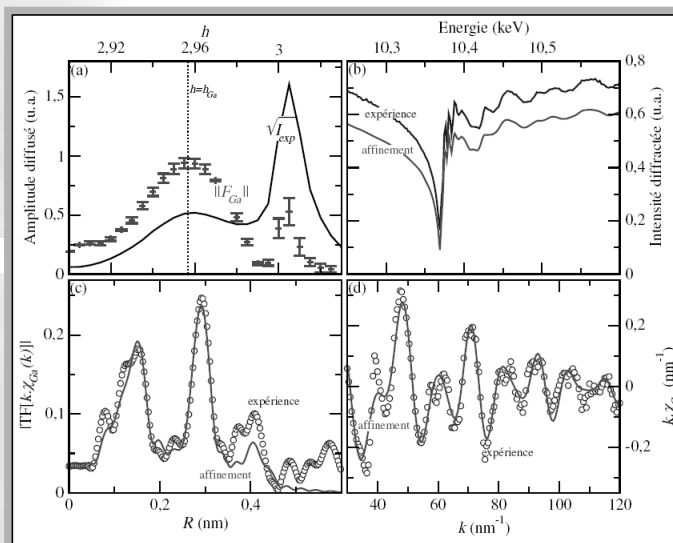 h
Energie (keV)
2,92 2,96 3
10,3 10,4 10,5
(a)
h=h_Ga
√I_exp
||F_Ga||
Amplitude diffusé (u.a.)
1,5
1
0,5
0
(b)
expérience
affinement
0,8
0,6
0,4
0,2
0
Intensité diffractée (u.a.)
(c)
expérience
affinement
|TF[k.χ_Ga(k)]|
0,2
0,1
0
0 0,2 0,4
R (nm)
(d)
affinement
expérience
0,2
0
-0,2
(nm⁻¹)
40 60 80 100 120
k (nm⁻¹)